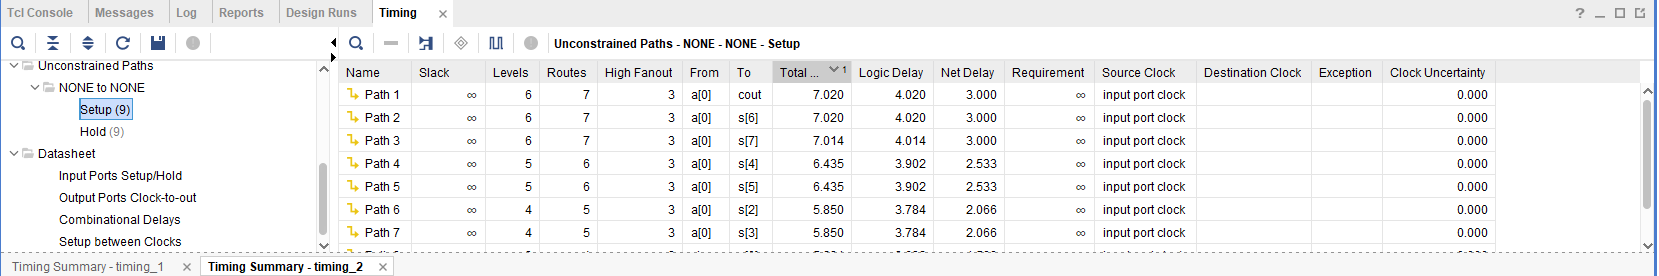 Tcl Console Messages Log Reports Design Runs Timing
Unconstrained Paths - NONE - NONE - Setup
Unconstrained Paths
NONE to NONE
Setup (9)
Hold (9)
Datasheet
Input Ports Setup/Hold
Output Ports Clock-to-out
Combinational Delays
Setup between Clocks
Name Slack Levels Routes High Fanout From To Total ... 1 Logic Delay Net Delay Requirement Source Clock Destination Clock Exception Clock Uncertainty
Path 1 ∞ 6 7 3 a[0] cout 7.020 4.020 3.000 ∞ input port clock 0.000
Path 2 ∞ 6 7 3 a[0] s[6] 7.020 4.020 3.000 ∞ input port clock 0.000
Path 3 ∞ 6 7 3 a[0] s[7] 7.014 4.014 3.000 ∞ input port clock 0.000
Path 4 ∞ 5 6 3 a[0] s[4] 6.435 3.902 2.533 ∞ input port clock 0.000
Path 5 ∞ 5 6 3 a[0] s[5] 6.435 3.902 2.533 ∞ input port clock 0.000
Path 6 ∞ 4 5 3 a[0] s[2] 5.850 3.784 2.066 ∞ input port clock 0.000
Path 7 ∞ 4 5 3 a[0] s[3] 5.850 3.784 2.066 ∞ input port clock 0.000
Timing Summary - timing_1 Timing Summary - timing_2